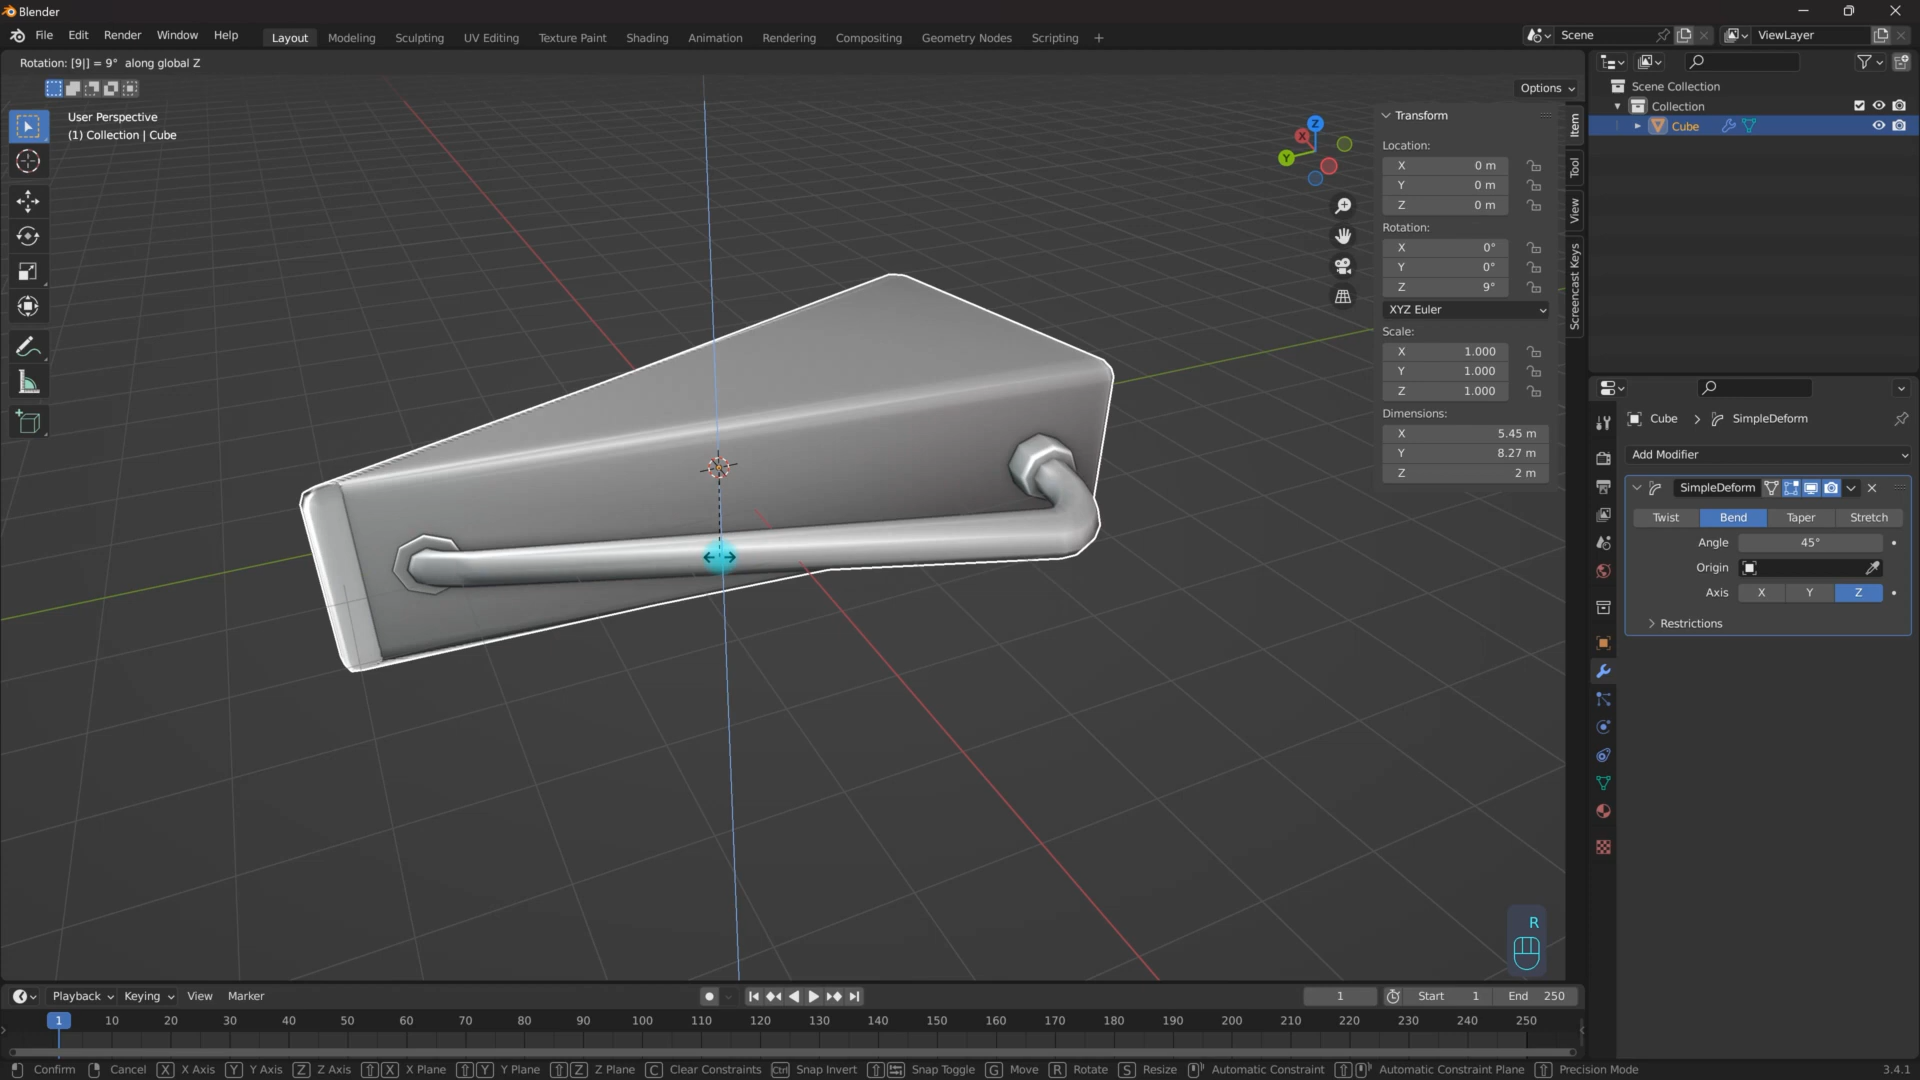 Blender
File Edit Render Window Help
Layout Modeling Sculpting UV Editing Texture Paint Shading Animation Rendering Compositing Geometry Nodes Scripting +
Scene
ViewLayer
Rotation: [9|] = 9° along global Z
Options
User Perspective
(1) Collection | Cube
Z
X
Y
Transform
Location:
X 0 m
Y 0 m
Z 0 m
Rotation:
X 0°
Y 0°
Z 9°
XYZ Euler
Scale:
X 1.000
Y 1.000
Z 1.000
Dimensions:
X 5.45 m
Y 8.27 m
Z 2 m
Item
Tool
View
Screencast Keys
Scene Collection
Collection
Cube
Cube > SimpleDeform
Add Modifier
SimpleDeform
Twist Bend Taper Stretch
Angle 45°
Origin
Axis X Y Z
Restrictions
R
Playback Keying View Marker
1 Start 1 End 250
1 10 20 30 40 50 60 70 80 90 100 110 120 130 140 150 160 170 180 190 200 210 220 230 240 250
Confirm Cancel X X Axis Y Y Axis Z Z Axis X X Plane Y Y Plane Z Z Plane C Clear Constraints Ctrl Snap Invert Snap Toggle G Move R Rotate S Resize Automatic Constraint Automatic Constraint Plane Precision Mode 3.4.1